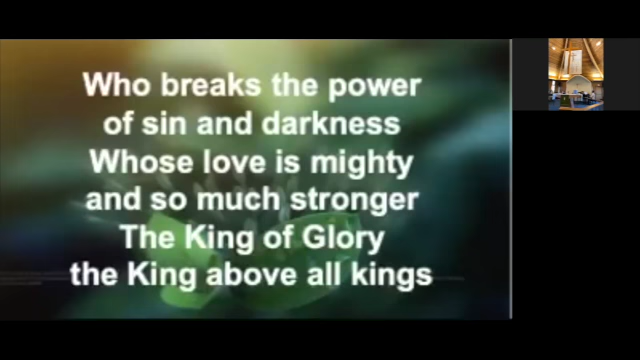 Who breaks the power
of sin and darkness
Whose love is mighty
and so much stronger
The King of Glory
the King above all kings